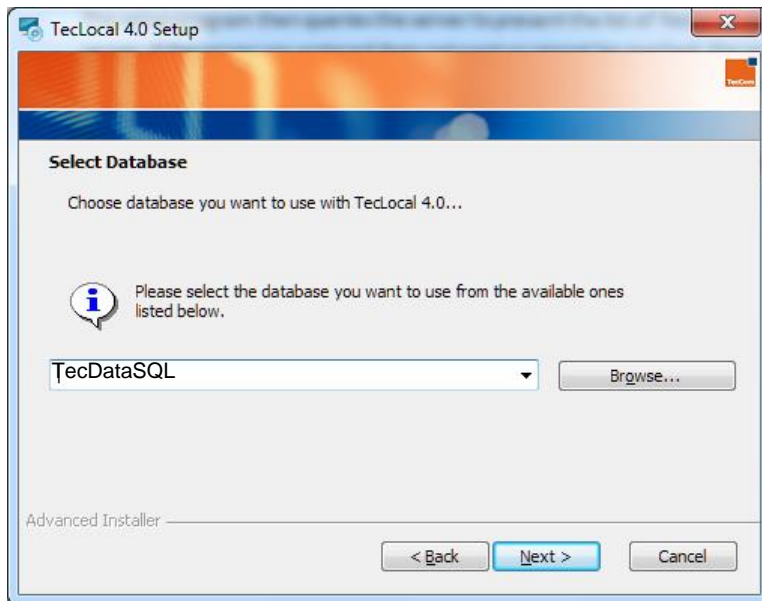 TecLocal 4.0 Setup
TecCom
Select Database
Choose database you want to use with TecLocal 4.0...
Please select the database you want to use from the available ones
listed below.
TecDataSQL
Browse...
Advanced Installer
< Back
Next >
Cancel